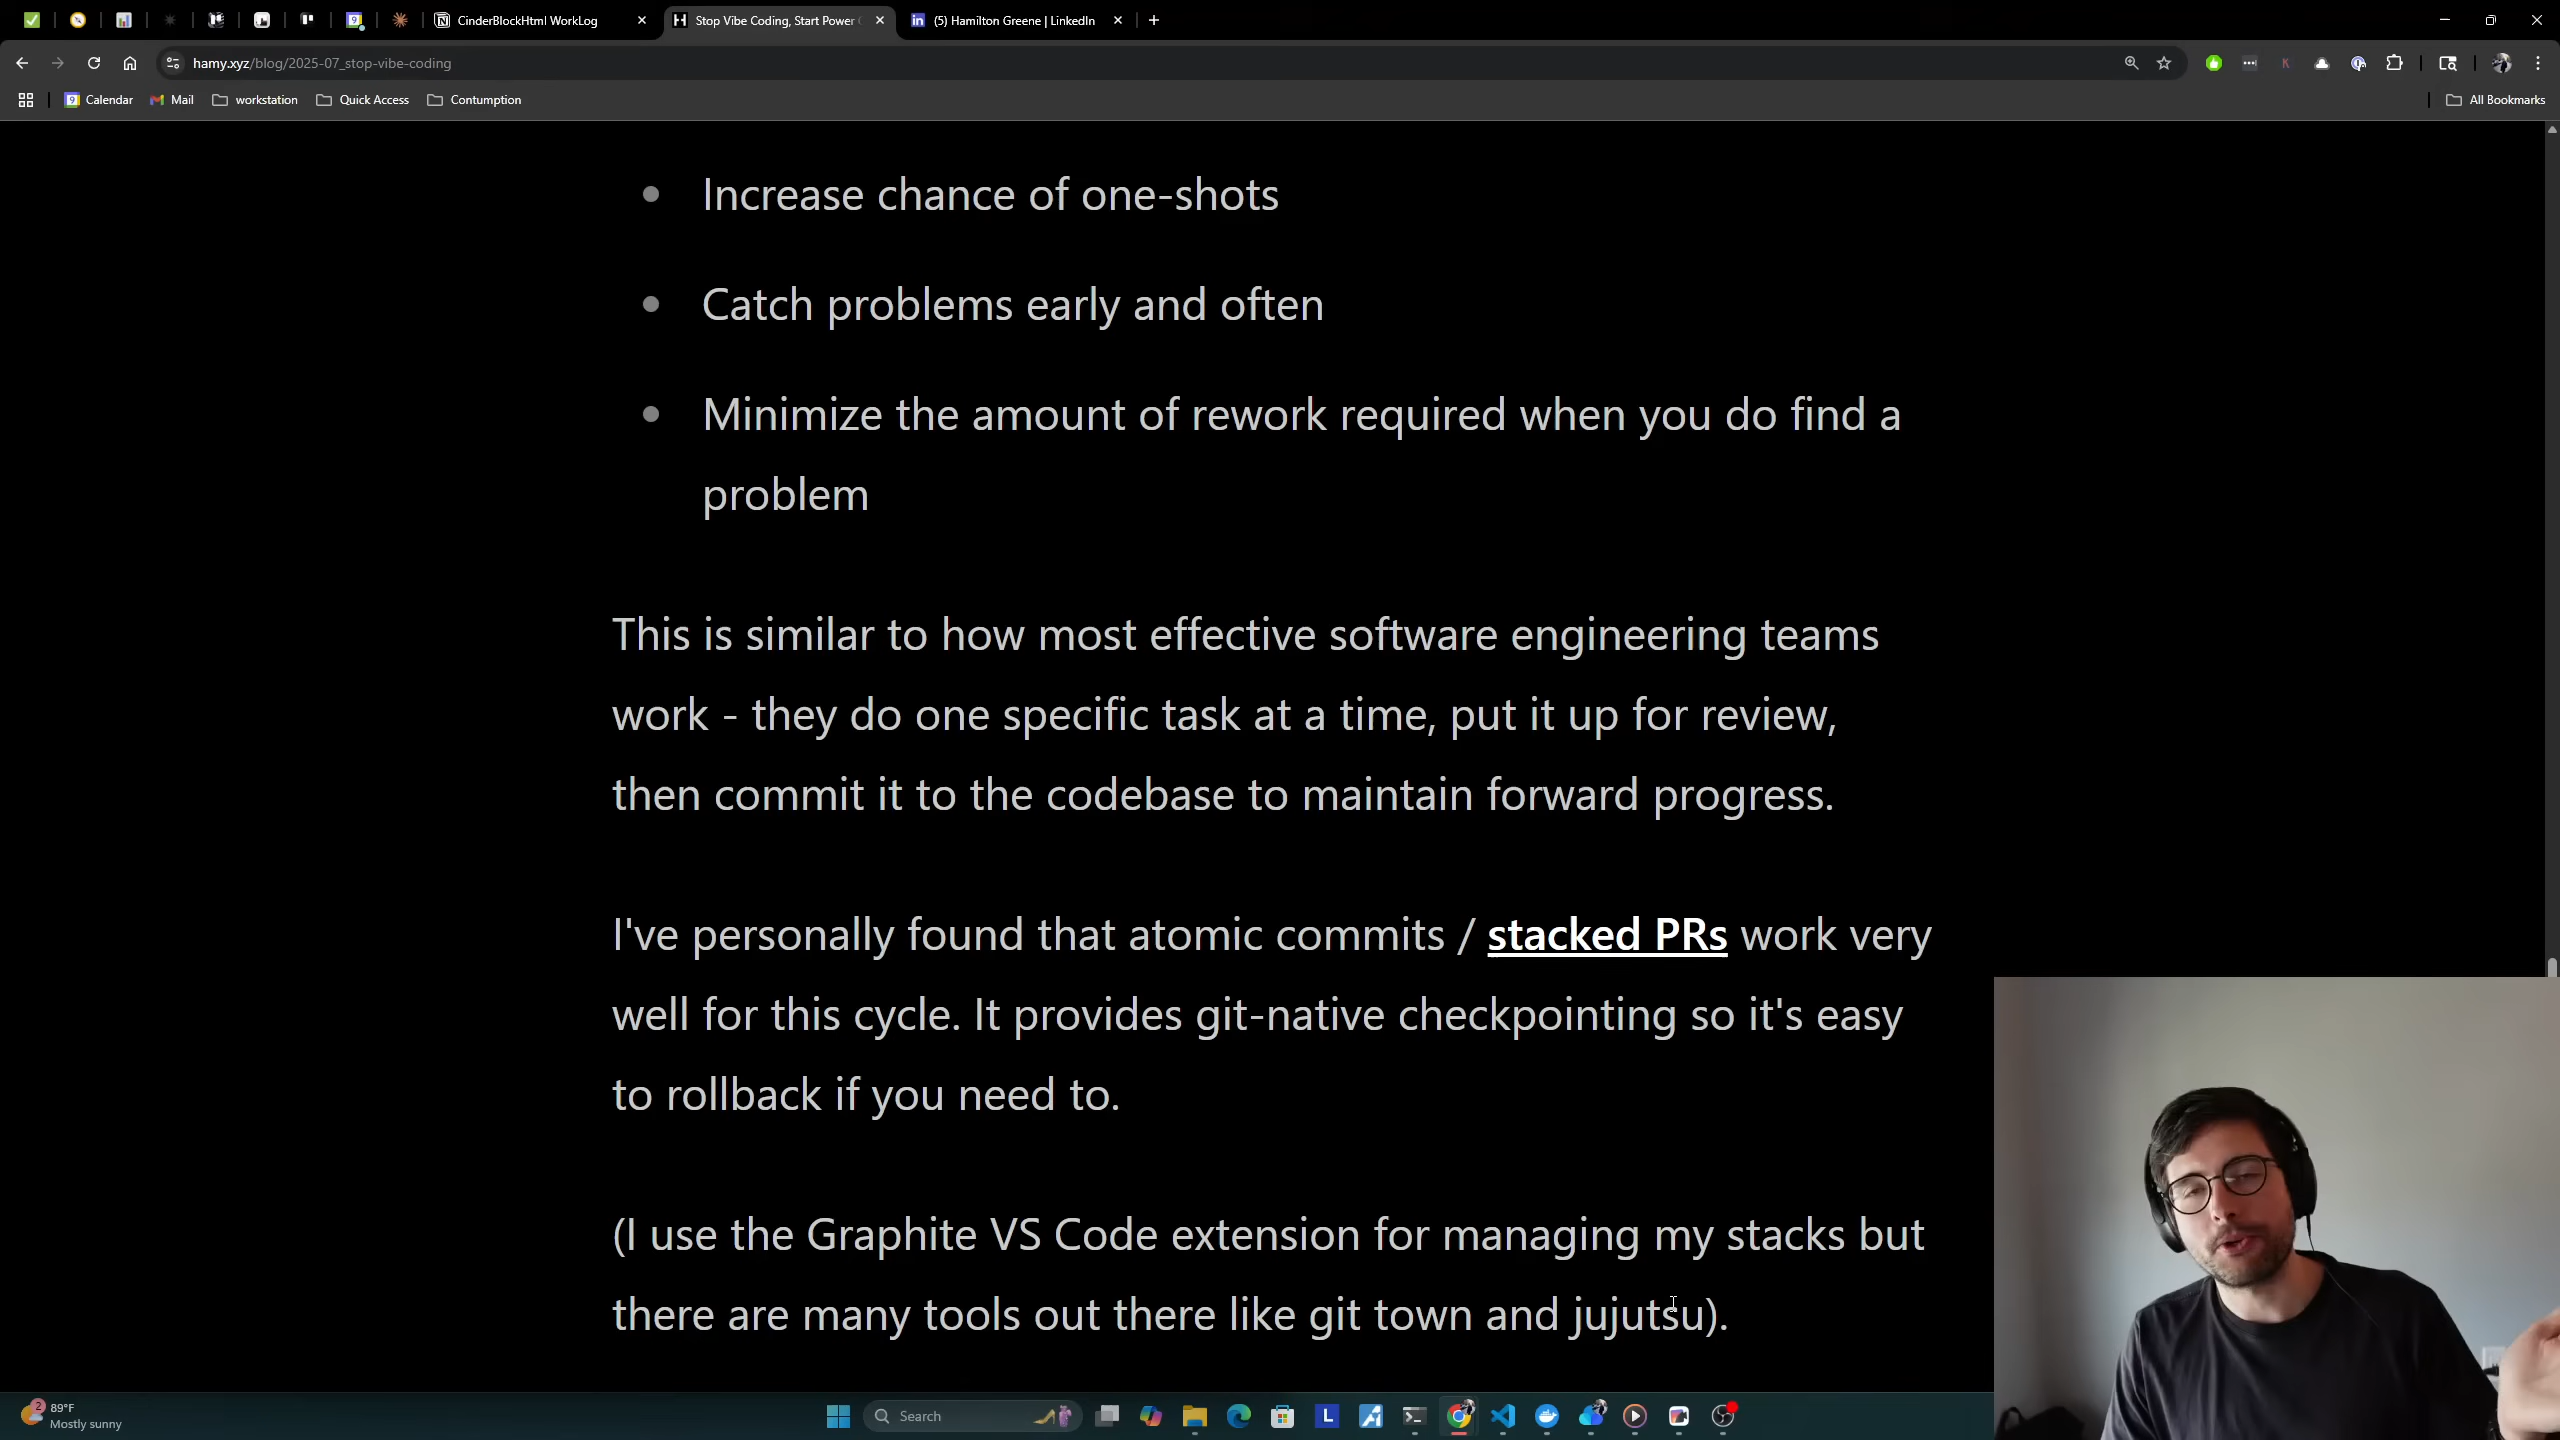 CinderBlockHtml WorkLog
Stop Vibe Coding, Start Power
(5) Hamilton Greene | LinkedIn
hamy.xyz/blog/2025-07_stop-vibe-coding
Calendar
Mail
workstation
Quick Access
Contumption
All Bookmarks
• Increase chance of one-shots
• Catch problems early and often
• Minimize the amount of rework required when you do find a
problem
This is similar to how most effective software engineering teams
work - they do one specific task at a time, put it up for review,
then commit it to the codebase to maintain forward progress.
I've personally found that atomic commits / stacked PRs work very
well for this cycle. It provides git-native checkpointing so it's easy
to rollback if you need to.
(I use the Graphite VS Code extension for managing my stacks but
there are many tools out there like git town and jujutsu).
2
89°F
Mostly sunny
Search